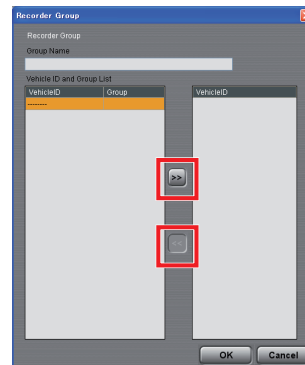 Recorder Group
Recorder Group
Group Name
Vehicle ID and Group List
VehicleID Group VehicleID
--------
>>
<<
OK Cancel